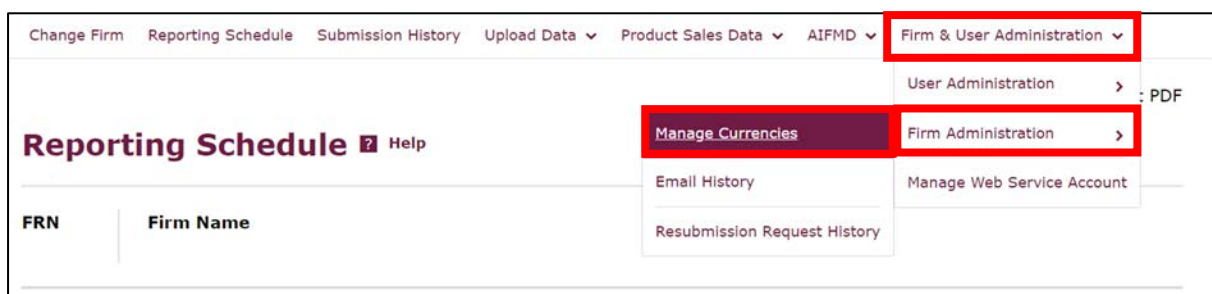 Change Firm Reporting Schedule Submission History Upload Data Product Sales Data AIFMD Firm & User Administration
User Administration
: PDF
Reporting Schedule ? Help
Manage Currencies
Firm Administration
Email History
Manage Web Service Account
FRN Firm Name
Resubmission Request History